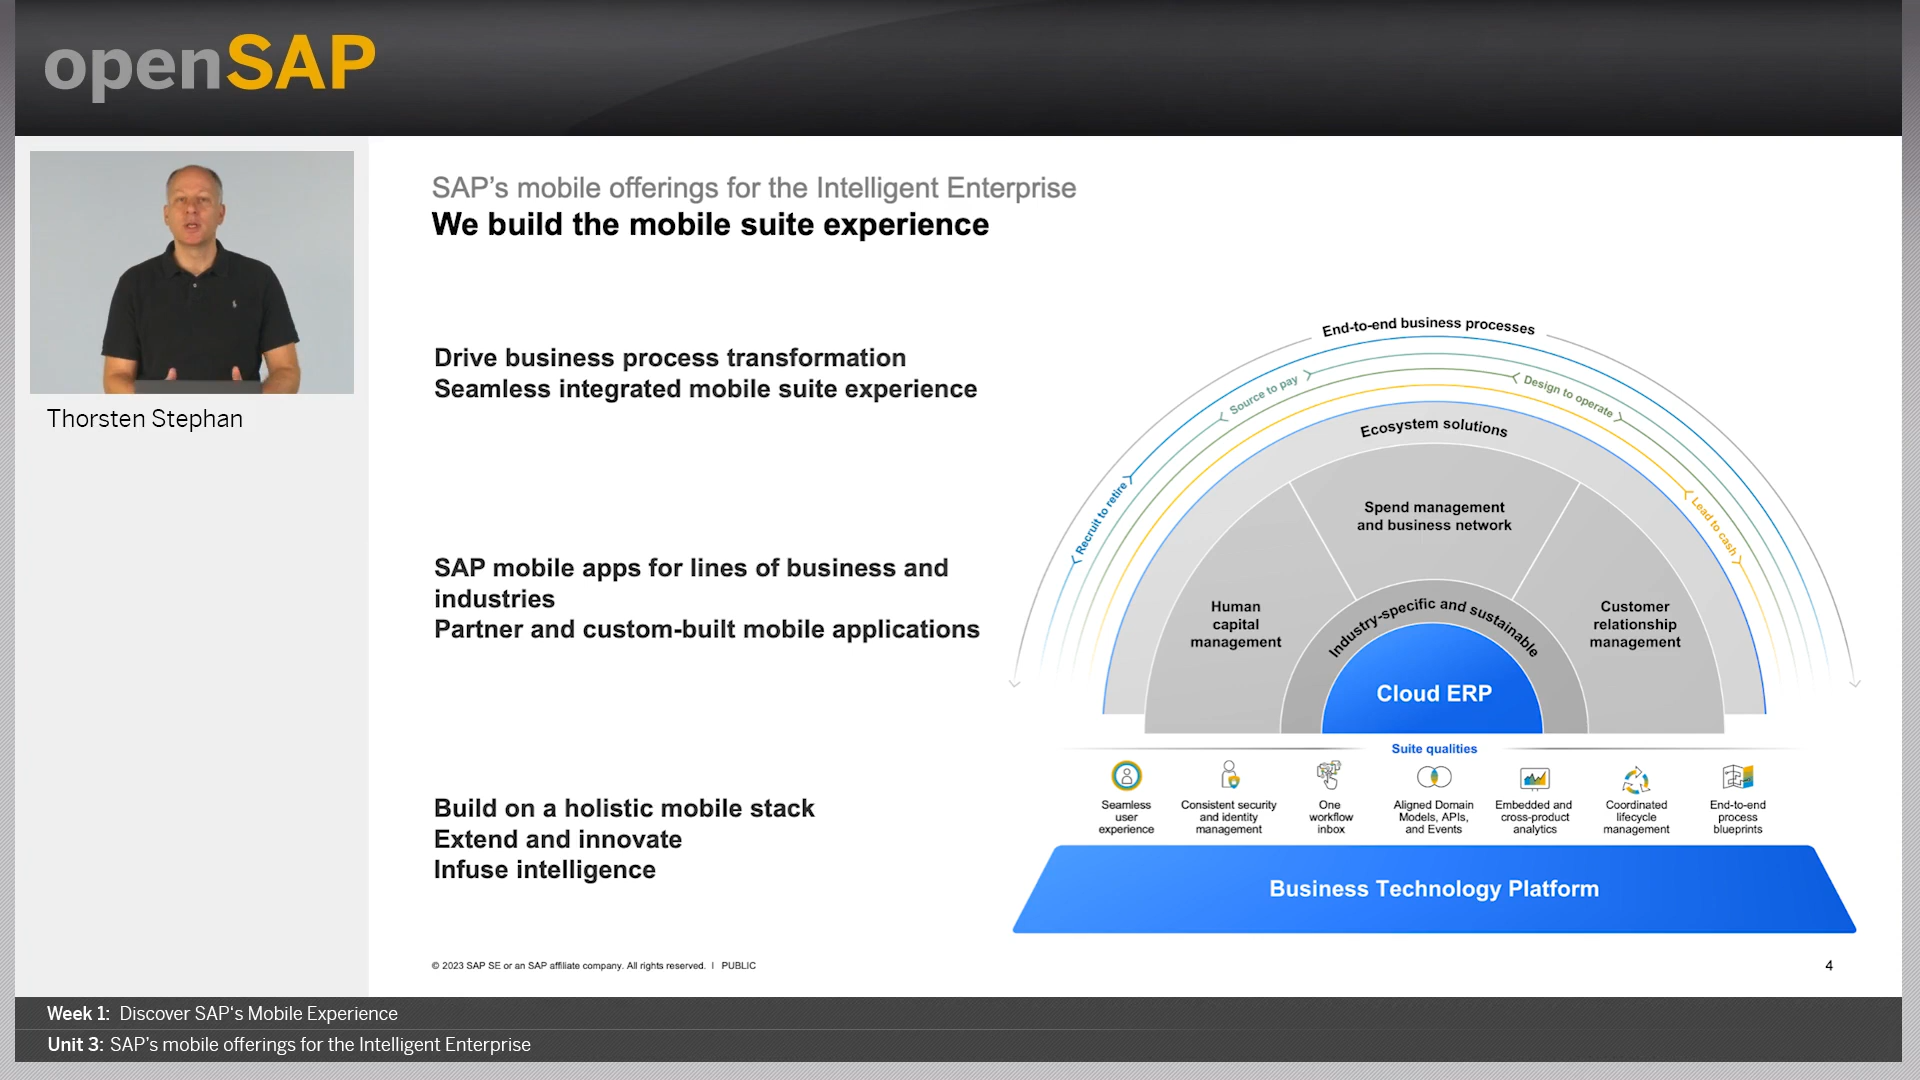 openSAP
Thorsten Stephan
SAP’s mobile offerings for the Intelligent Enterprise
We build the mobile suite experience
Drive business process transformation
Seamless integrated mobile suite experience
SAP mobile apps for lines of business and
industries
Partner and custom-built mobile applications
Build on a holistic mobile stack
Extend and innovate
Infuse intelligence
End-to-end business processes
Source to pay
Design to operate
Recruit to retire
Lead to cash
Ecosystem solutions
Spend management
and business network
Human
capital
management
Industry-specific and sustainable
Customer
relationship
management
Cloud ERP
Suite qualities
Seamless
user
experience
Consistent security
and identity
management
One
workflow
inbox
Aligned Domain
Models, APIs,
and Events
Embedded and
cross-product
analytics
Coordinated
lifecycle
management
End-to-end
process
blueprints
Business Technology Platform
© 2023 SAP SE or an SAP affiliate company. All rights reserved. I PUBLIC
4
Week 1: Discover SAP‘s Mobile Experience
Unit 3: SAP’s mobile offerings for the Intelligent Enterprise